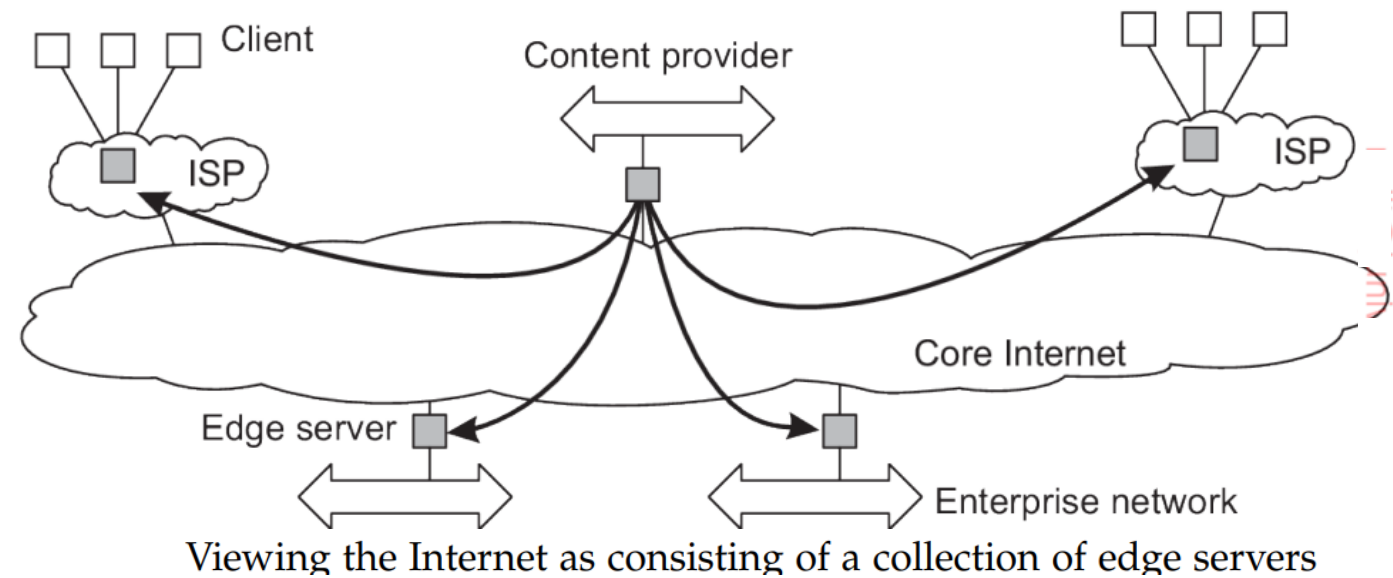 Client
Content provider
ISP
ISP
Core Internet
Edge server
Enterprise network
Viewing the Internet as consisting of a collection of edge servers